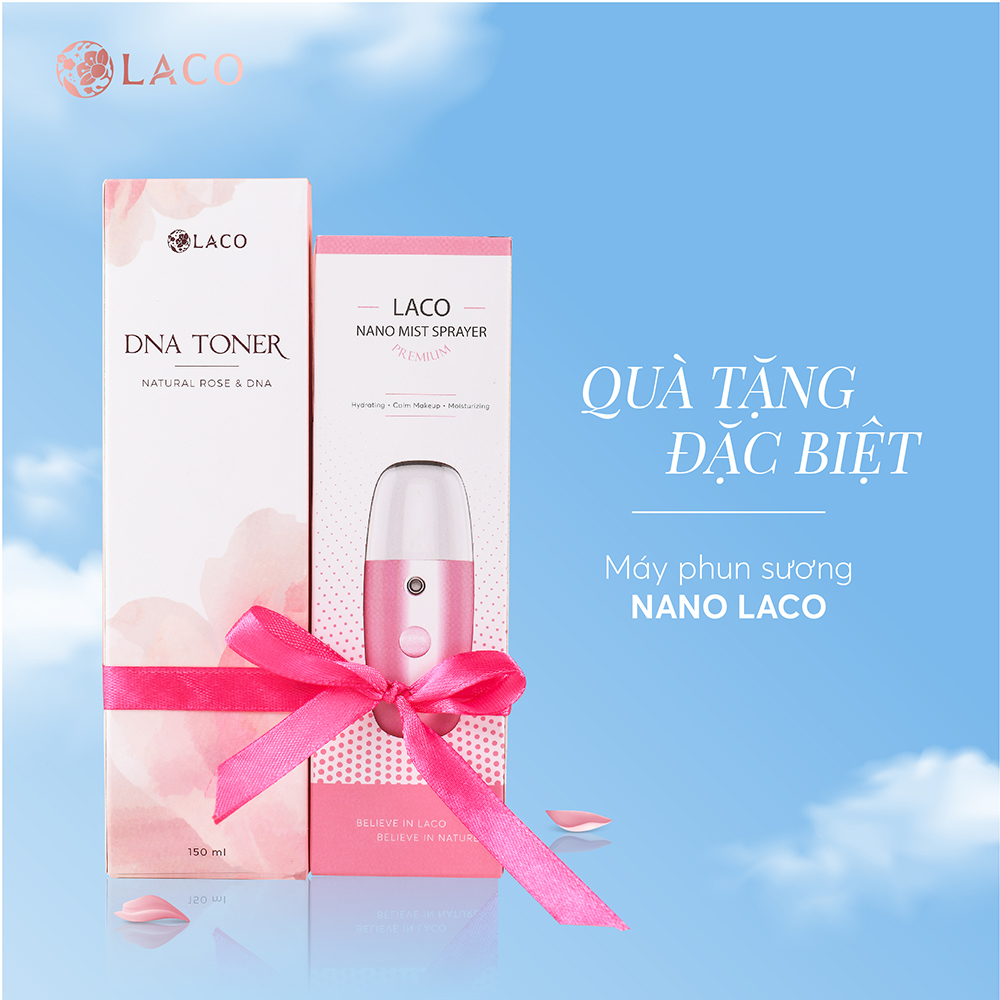 LACO
LACO
DNA TONER
NATURAL ROSE & DNA
150 ml
LACO
NANO MIST SPRAYER
PREMIUM
Hydrating • Calm Makeup • Moisturizing
BELIEVE IN LACO
BELIEVE IN NATURE
QUÀ TẶNG
ĐẶC BIỆT
Máy phun sương
NANO LACO